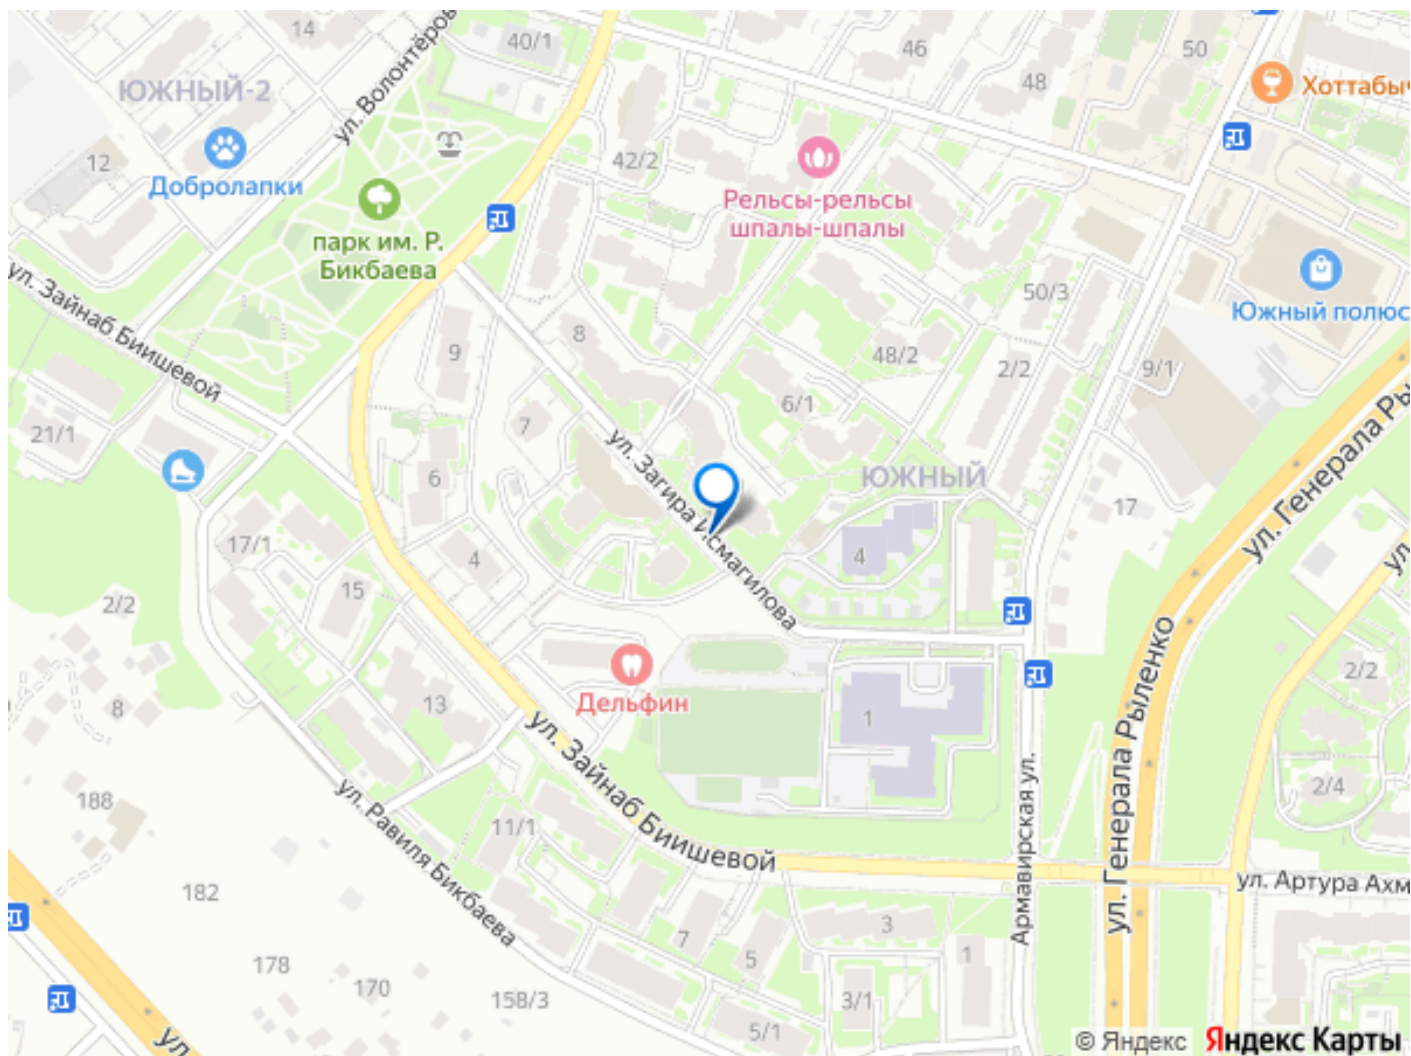 14
40/1
46
50
48
Хоттабыч
ЮЖНЫЙ-2
ул. Волонтёров
12
Добролапки
42/2
парк им. Р.
Бикбаева
Рельсы-рельсы
шпалы-шпалы
ул. Зайнаб Биишевой
50/3
Южный полюс
8
9
48/2
2/2
9/1
6/1
7
21/1
ул. Загира Исмагилова
6
ЮЖНЫЙ
17
ул. Генерала Ры
17/1
4
4
15
2/2
ул.
Дельфин
2/2
8
13
1
ул. Генерала Рыленко
ул. Зайнаб Биишевой
Армавирская ул.
188
2/4
ул. Равиля Бикбаева
11/1
182
ул. Артура Ахм
7
3
5
1
178
170
158/3
3/1
5/1
ул.
© Яндекс
Яндекс Карты